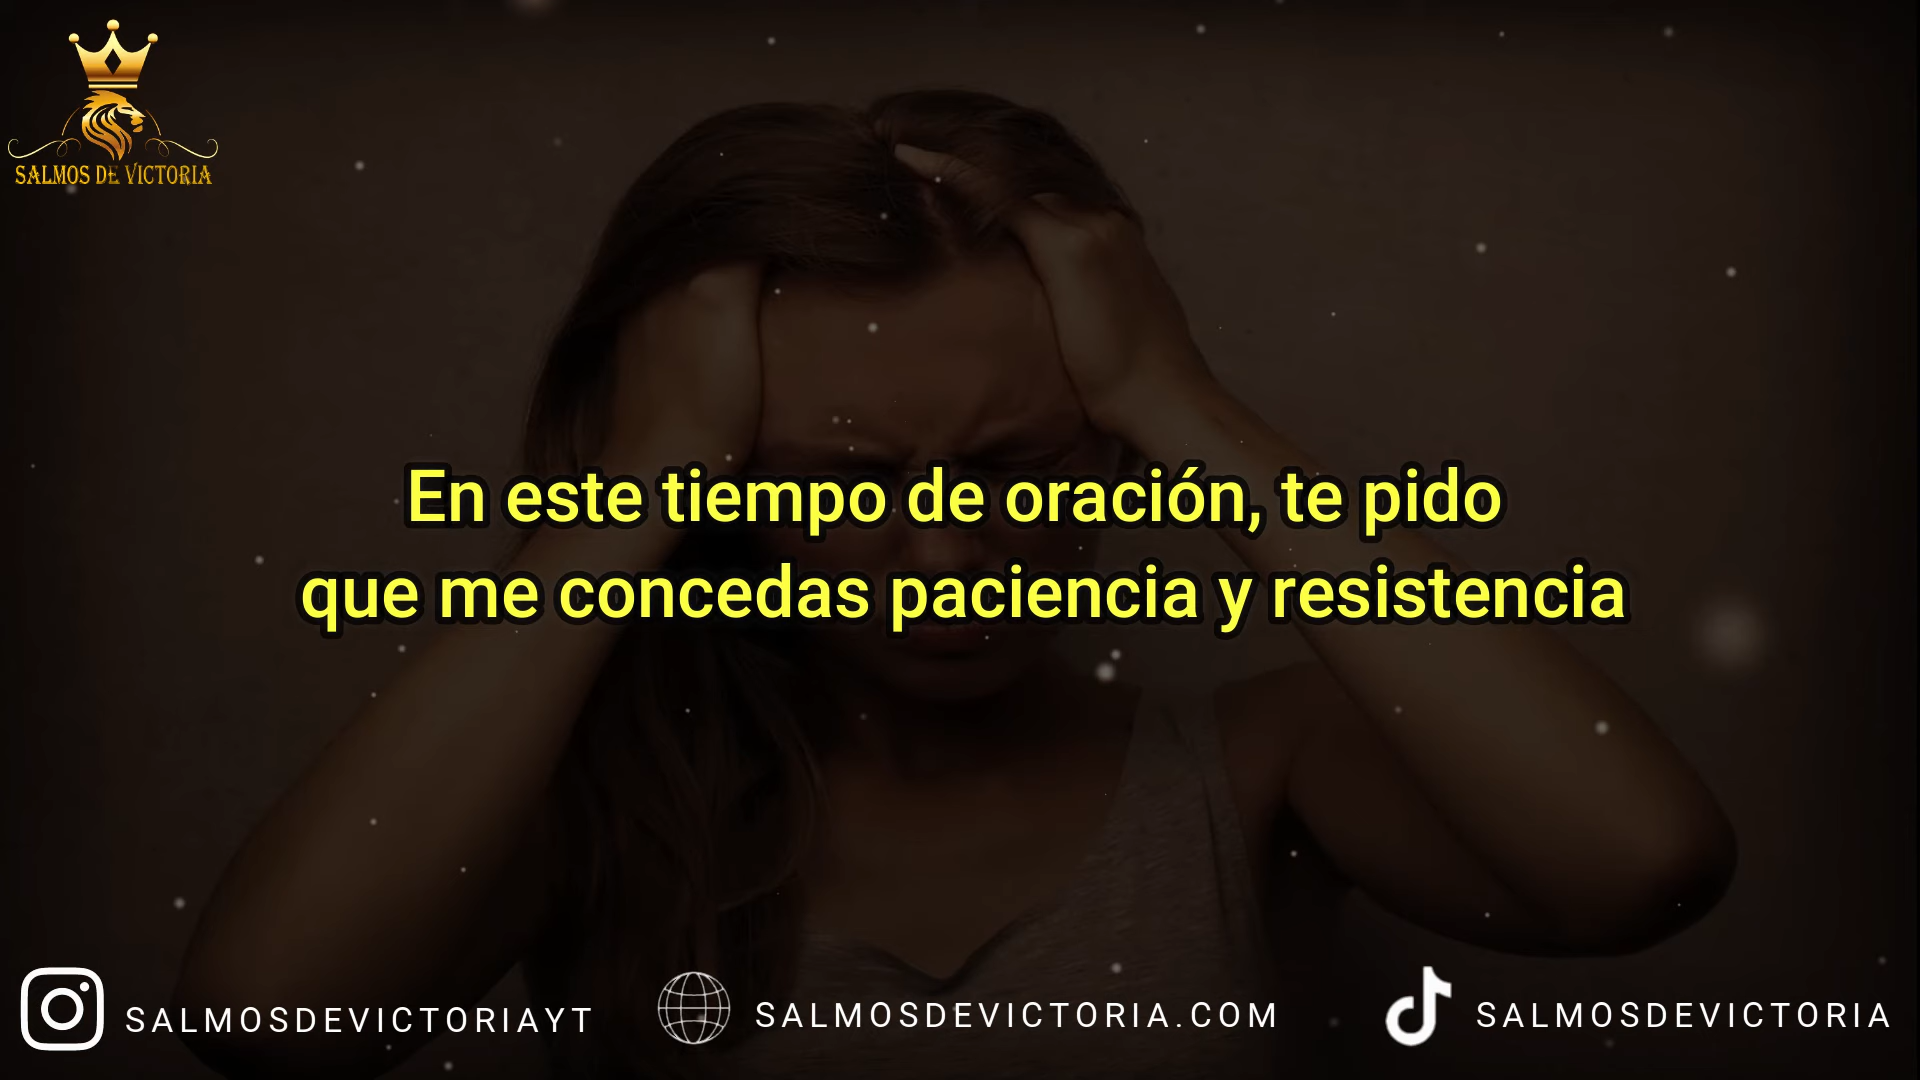 SALMOS DE VICTORIA
En este tiempo de oración, te pido
que me concedas paciencia y resistencia
SALMOSDEVICTORIAYT
SALMOSDEVICTORIA.COM
SALMOSDEVICTORIA